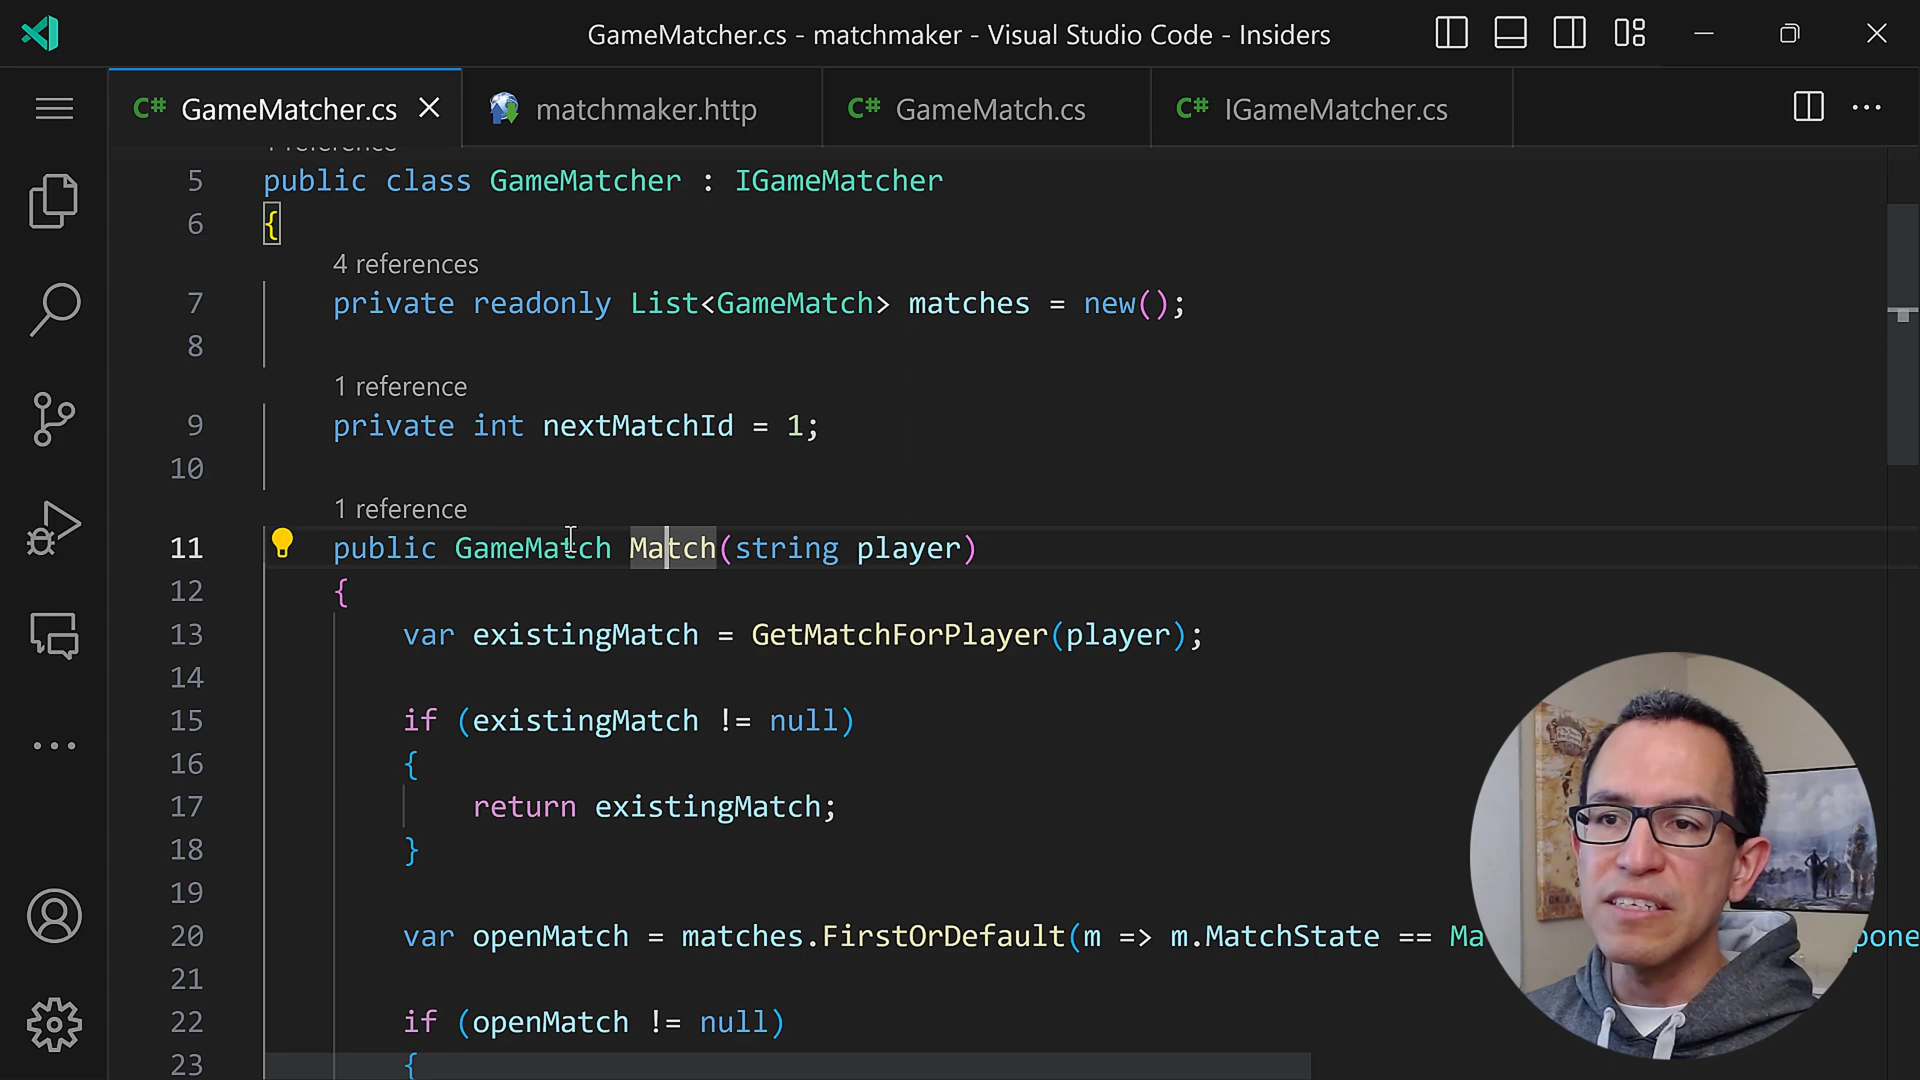 GameMatcher.cs - matchmaker - Visual Studio Code - Insiders
C# GameMatcher.cs
matchmaker.http
C# GameMatch.cs
C# IGameMatcher.cs
5 public class GameMatcher : IGameMatcher
6 {
4 references
7 private readonly List<GameMatch> matches = new();
8
1 reference
9 private int nextMatchId = 1;
10
1 reference
11 public GameMatch Match(string player)
12 {
13 var existingMatch = GetMatchForPlayer(player);
14
15 if (existingMatch != null)
16 {
17 return existingMatch;
18 }
19
20 var openMatch = matches.FirstOrDefault(m => m.MatchState == Ma
21
22 if (openMatch != null)
23 {